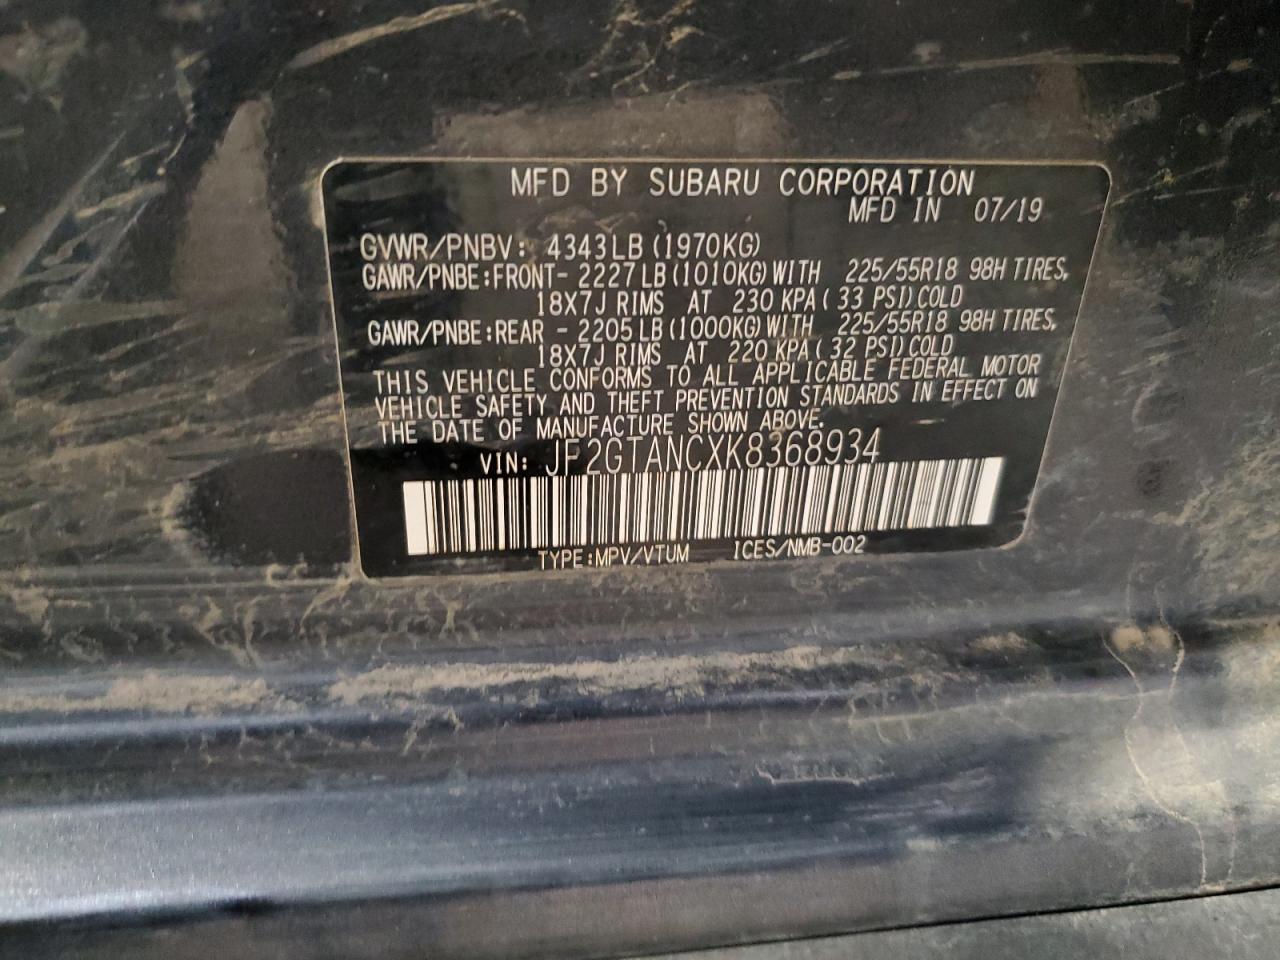 MFD BY SUBARU CORPORATION
MFD IN 07/19
GVWR/PNBV: 4343LB (1970KG)
GAWR/PNBE:FRONT- 2227LB(1010KG)WITH 225/55R18 98H TIRES,
18X7J RIMS AT 230 KPA( 33 PSI)COLD
GAWR/PNBE:REAR - 2205LB(1000KG)WITH 225/55R18 98H TIRES,
18X7J RIMS AT 220 KPA( 32 PSI)COLD
THIS VEHICLE CONFORMS TO ALL APPLICABLE FEDERAL MOTOR
VEHICLE SAFETY AND THEFT PREVENTION STANDARDS IN EFFECT ON
THE DATE OF MANUFACTURE SHOWN ABOVE.
VIN: JF2GTANCXK8368934
TYPE:MPV/VTUM ICES/NMB-002